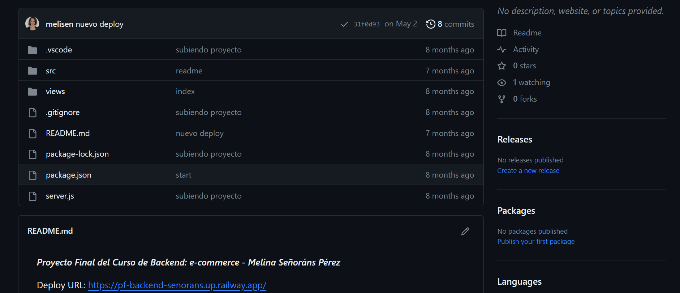 melisen nuevo deploy
on May 2
8 commits
.vscode subiendo proyecto 8 months ago
src readme 7 months ago
views index 8 months ago
.gitignore subiendo proyecto 8 months ago
README.md nuevo deploy 7 months ago
package-lock.json subiendo proyecto 8 months ago
package.json start 8 months ago
server.js subiendo proyecto 8 months ago
README.md
Proyecto Final del Curso de Backend: e-commerce - Melina Señoráns Pérez
Deploy URL: https://pf-backend-senorans.up.railway.app/
No description, website, or topics provided.
Readme
Activity
0 stars
1 watching
0 forks
Releases
No releases published
Create a new release
Packages
No packages published
Publish your first package
Languages